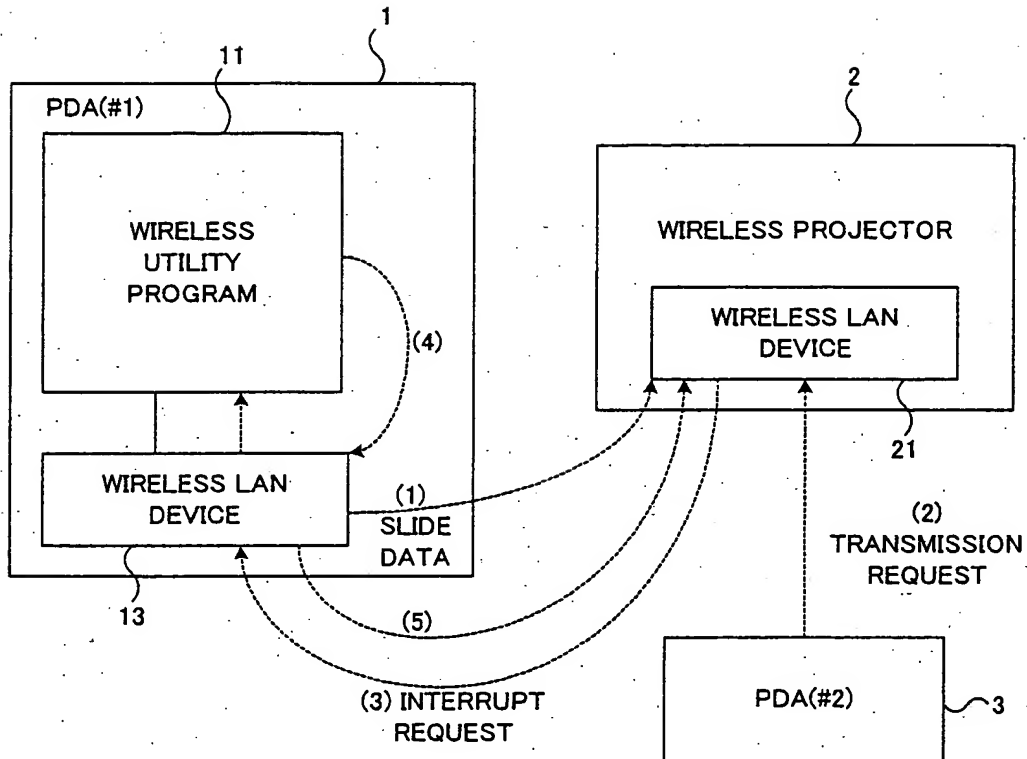 1
11
PDA(#1)
2
WIRELESS
UTILITY
PROGRAM
WIRELESS PROJECTOR
(4)
WIRELESS LAN
DEVICE
21
WIRELESS LAN
DEVICE
(1)
SLIDE
DATA
13
(2)
TRANSMISSION
REQUEST
(5)
(3) INTERRUPT
REQUEST
PDA(#2)
3